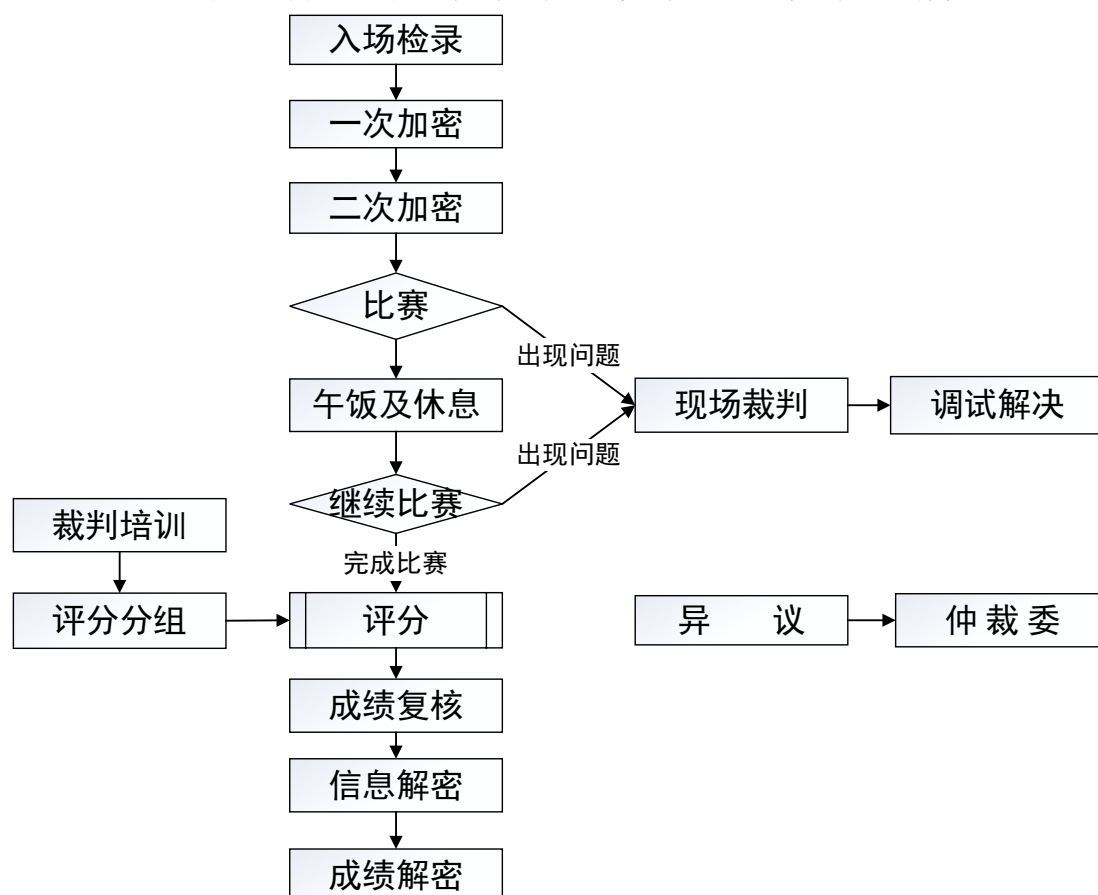 入场检录
一次加密
二次加密
比赛
出现问题
午饭及休息
现场裁判
调试解决
出现问题
继续比赛
裁判培训
完成比赛
评分分组
评分
异 议
仲 裁 委
成绩复核
信息解密
成绩解密